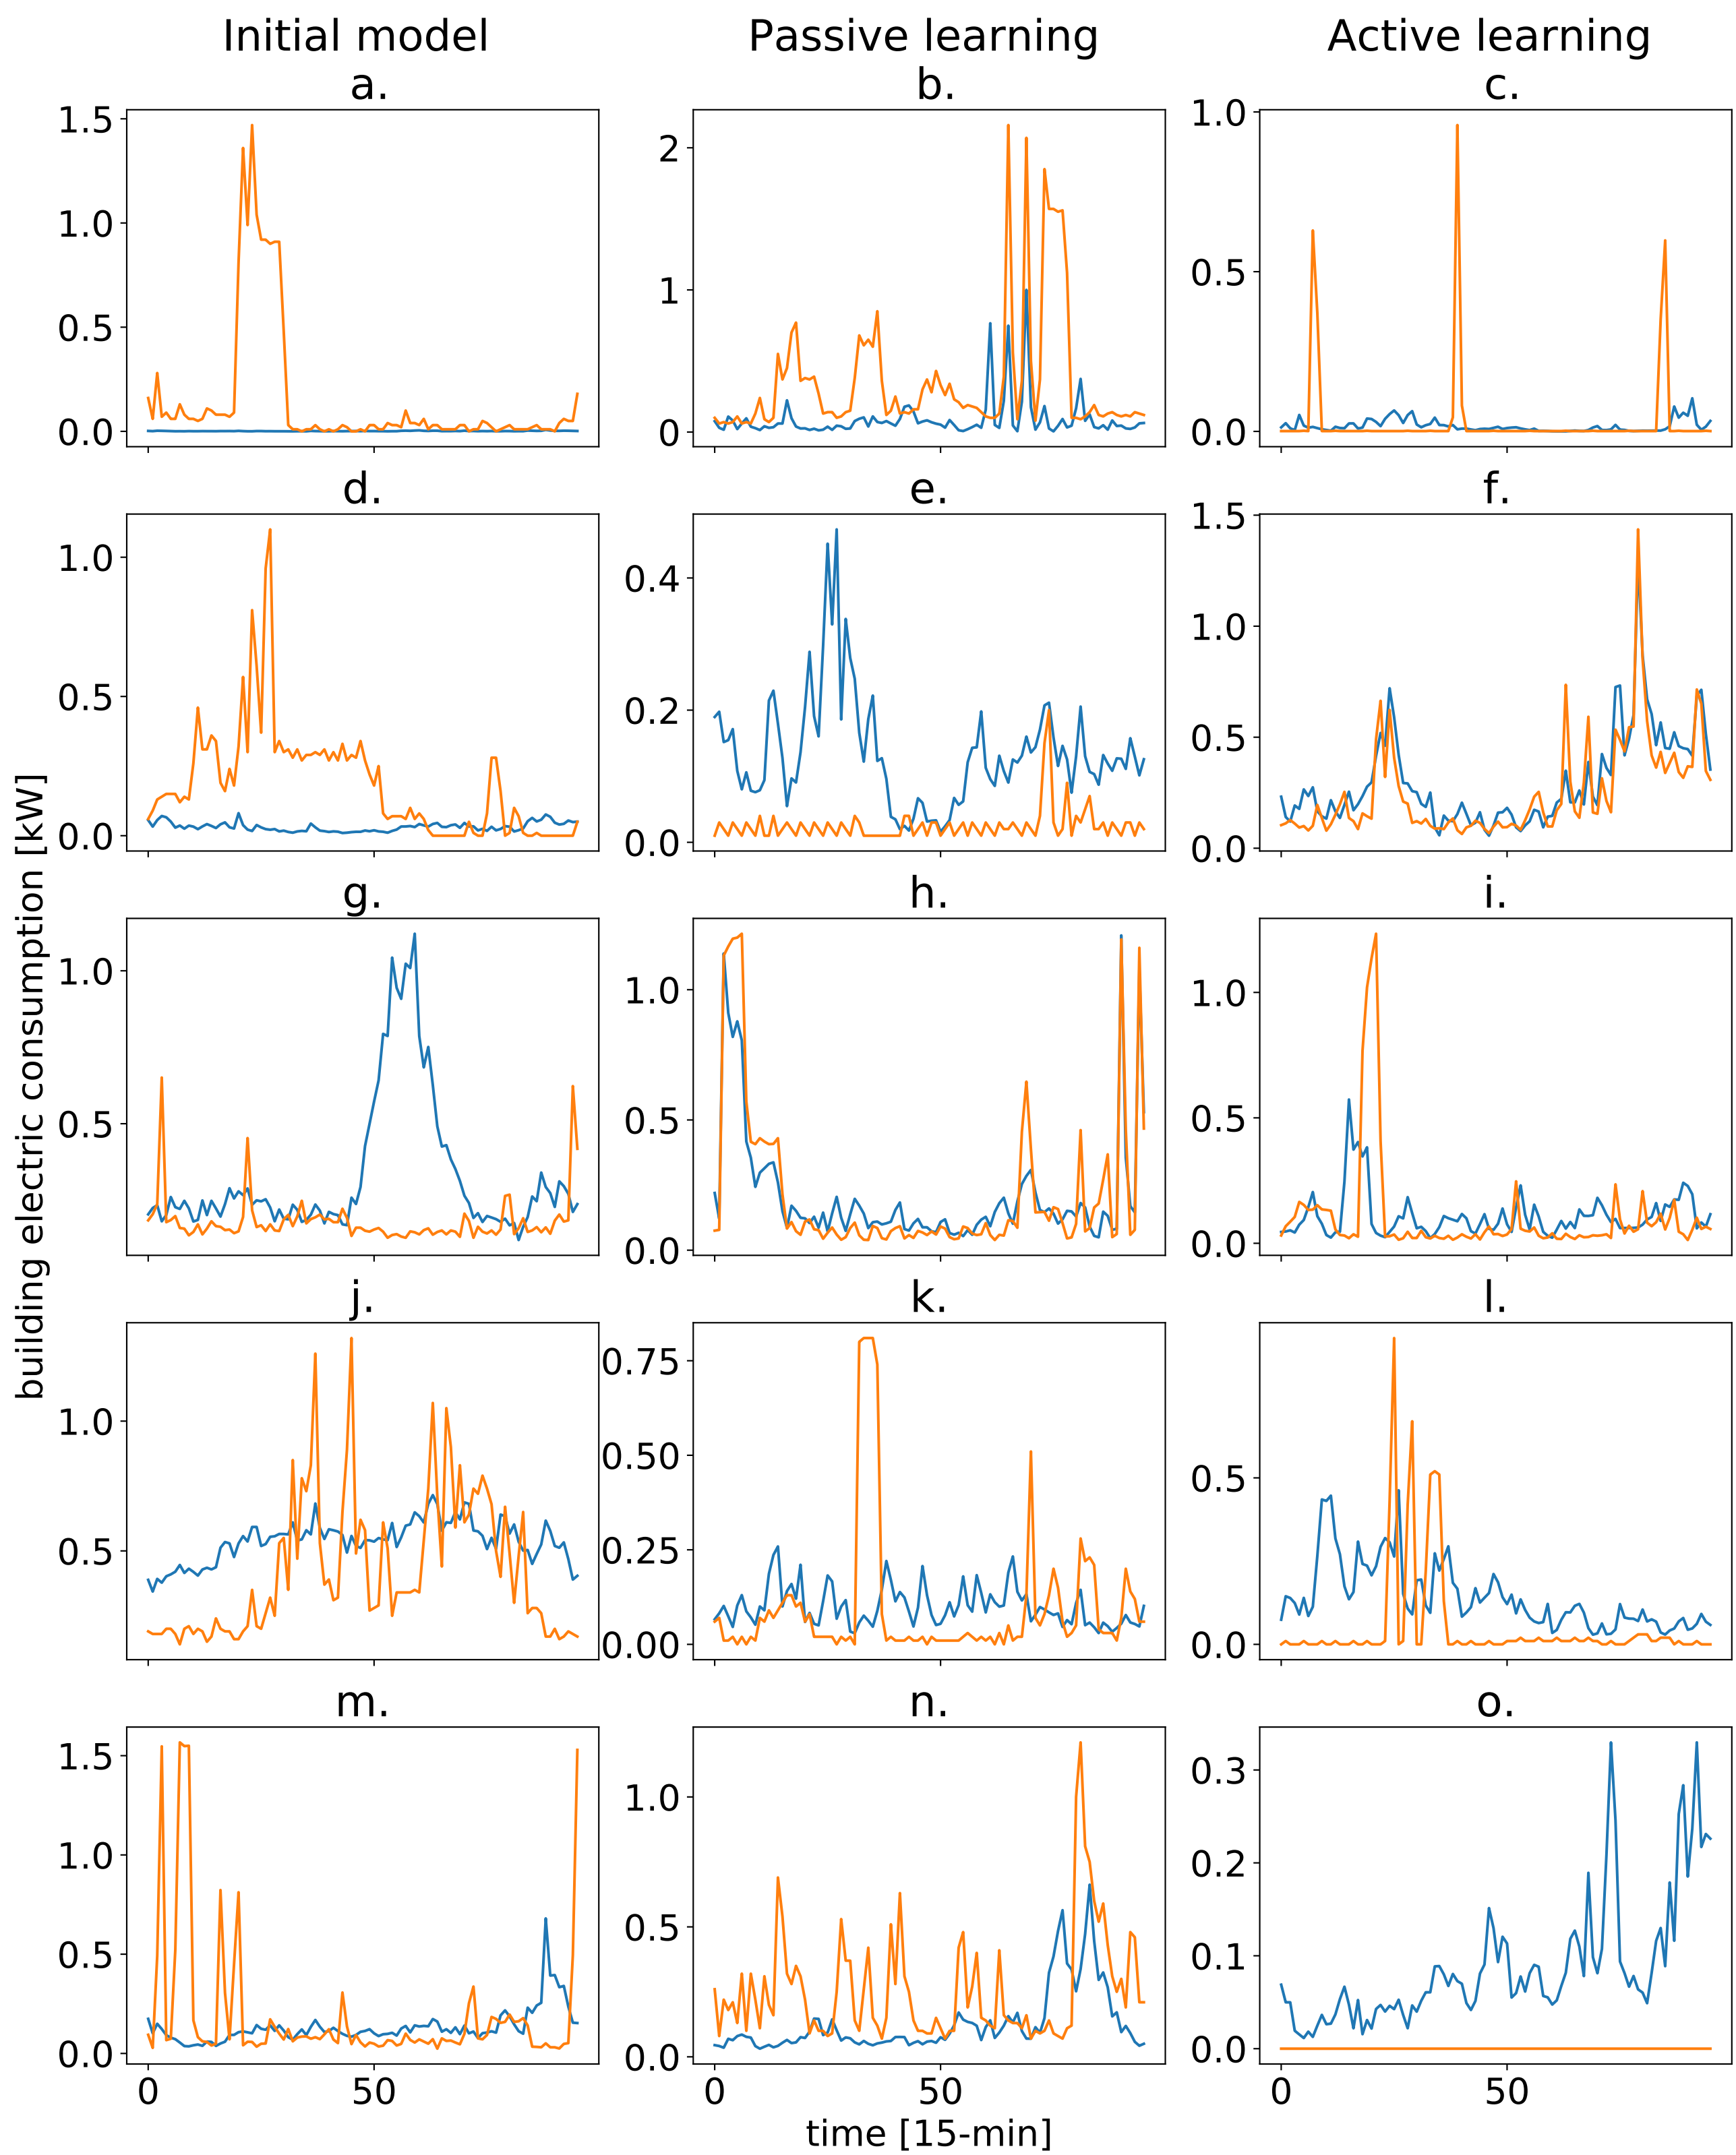 Initial model
Passive learning
Active learning
a.
b.
c.
1.5
1.0
0.5
0.0
2
1
0
1.0
0.5
0.0
d.
e.
f.
1.0
0.5
0.0
0.4
0.2
0.0
1.5
1.0
0.5
0.0
g.
h.
i.
1.0
0.5
1.0
0.5
0.0
1.0
0.5
0.0
building electric consumption [kW]
j.
k.
l.
1.0
0.5
0.75
0.50
0.25
0.00
0.5
0.0
m.
n.
o.
1.5
1.0
0.5
0.0
1.0
0.5
0.0
0.3
0.2
0.1
0.0
0
50
0
50
0
50
time [15-min]